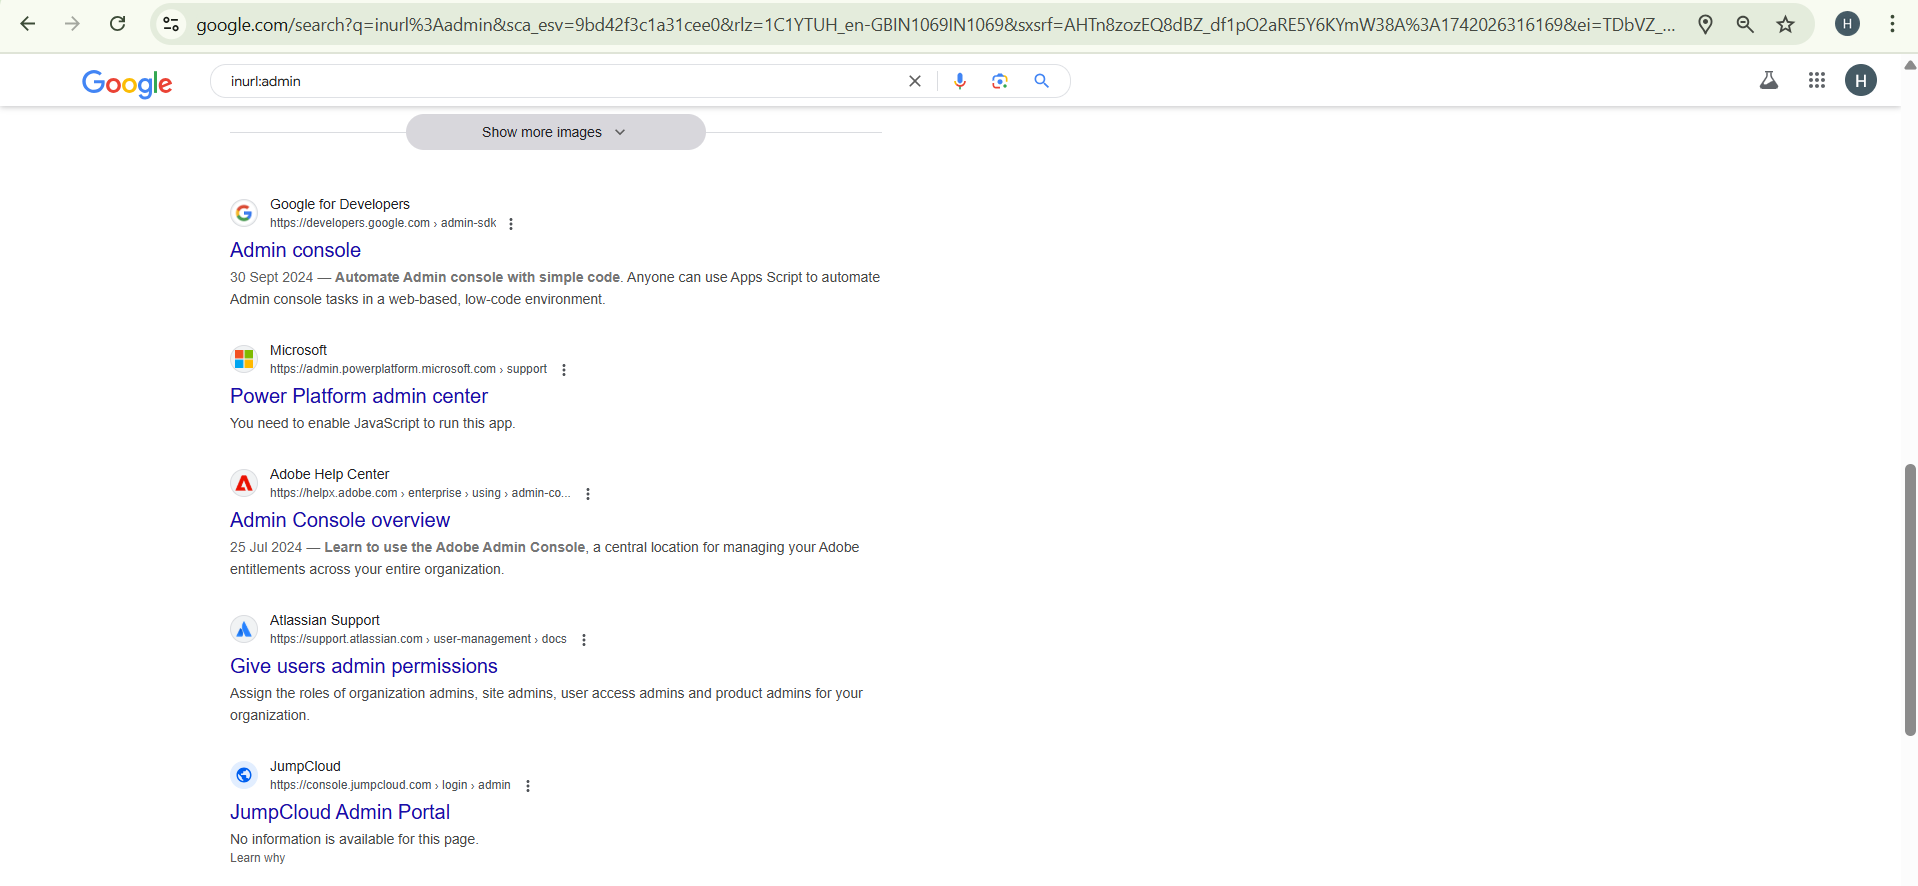 google.com/search?q=inurl%3Aadmin&sca_esv=9bd42f3c1a31cee0&rlz=1C1YTUH_en-GBIN1069IN1069&sxsrf=AHTn8zozEQ8dBZ_df1pO2aRE5Y6KYmW38A%3A1742026316169&ei=TDbVZ_...
H
Google
inurl:admin
H
Show more images
Google for Developers
https://developers.google.com › admin-sdk
Admin console
30 Sept 2024 — Automate Admin console with simple code. Anyone can use Apps Script to automate
Admin console tasks in a web-based, low-code environment.
Microsoft
https://admin.powerplatform.microsoft.com › support
Power Platform admin center
You need to enable JavaScript to run this app.
Adobe Help Center
https://helpx.adobe.com › enterprise › using › admin-co...
Admin Console overview
25 Jul 2024 — Learn to use the Adobe Admin Console, a central location for managing your Adobe
entitlements across your entire organization.
Atlassian Support
https://support.atlassian.com › user-management › docs
Give users admin permissions
Assign the roles of organization admins, site admins, user access admins and product admins for your
organization.
JumpCloud
https://console.jumpcloud.com › login › admin
JumpCloud Admin Portal
No information is available for this page.
Learn why